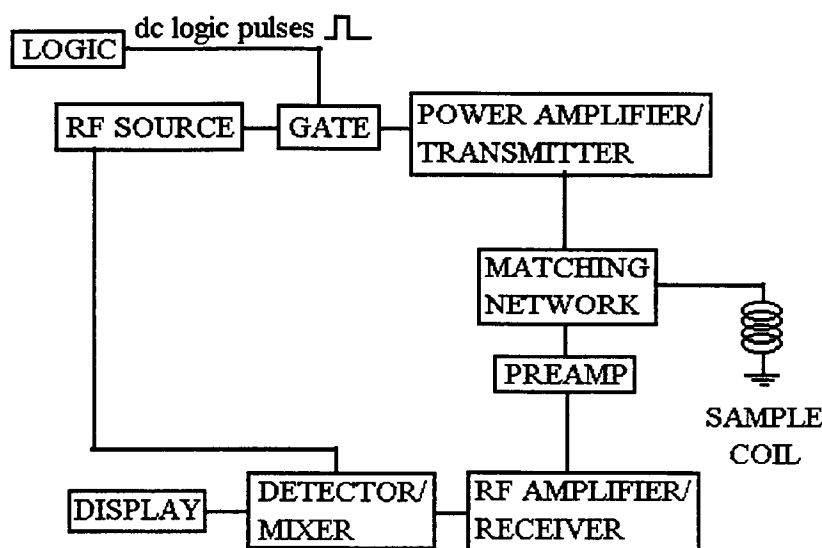 dc logic pulses
LOGIC
RF SOURCE
GATE
POWER AMPLIFIER/
TRANSMITTER
MATCHING
NETWORK
PREAMP
SAMPLE
COIL
DISPLAY
DETECTOR/
MIXER
RF AMPLIFIER/
RECEIVER